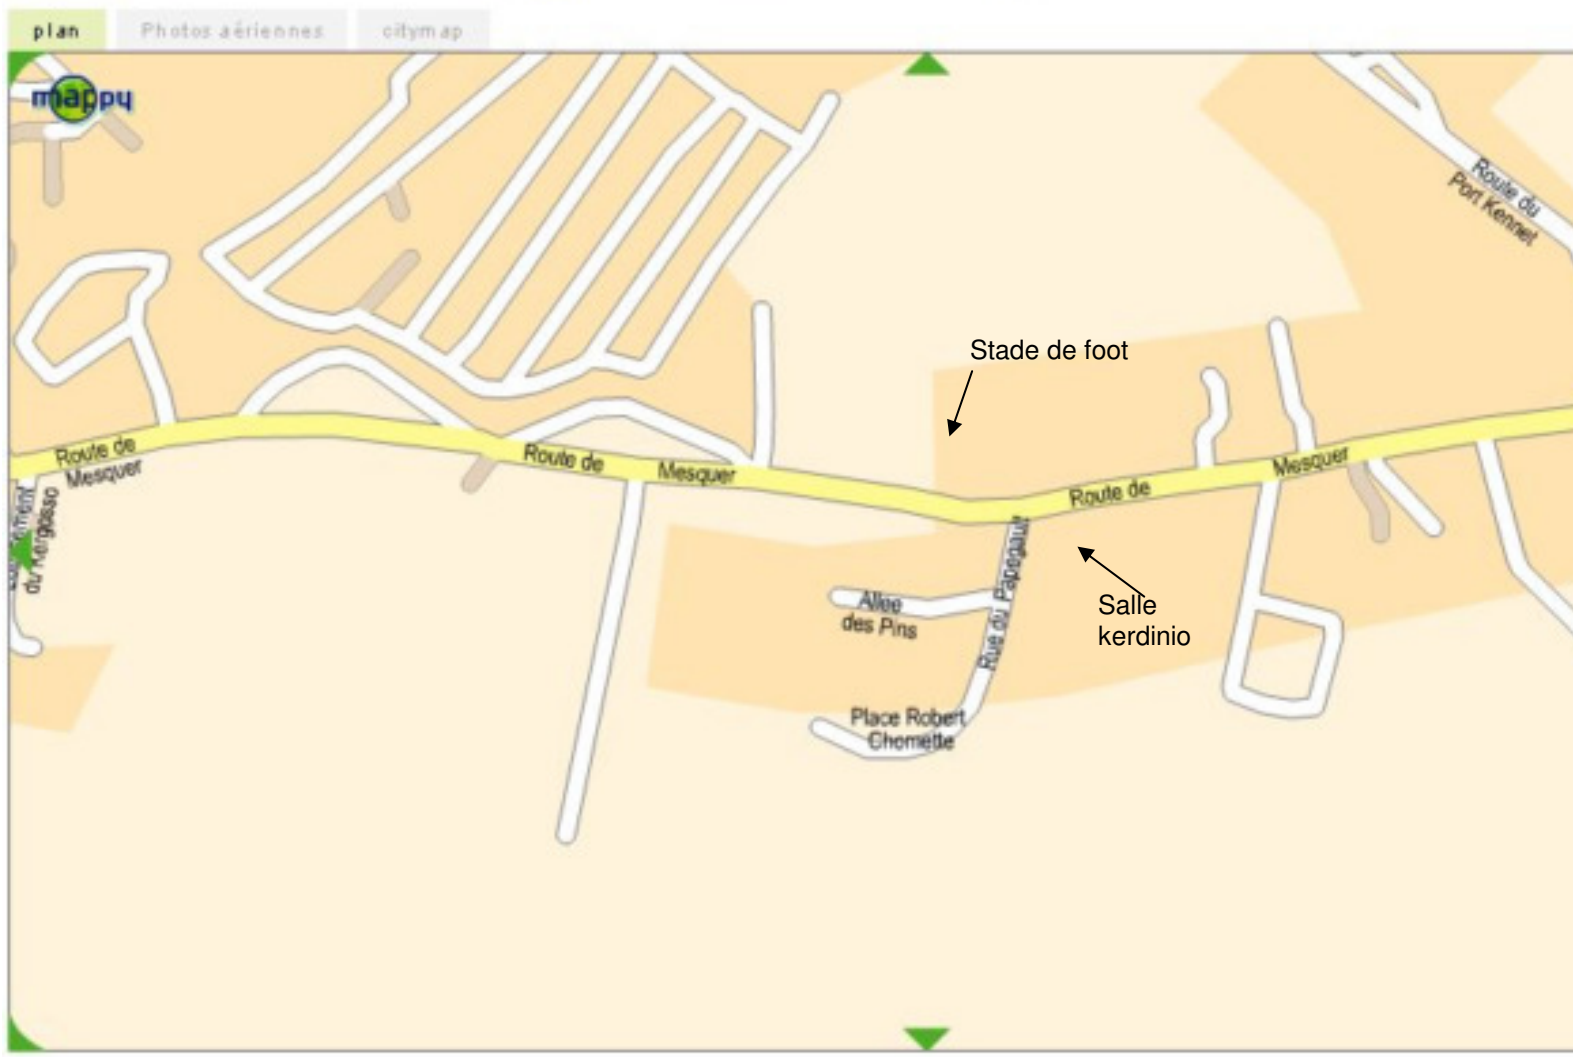 plan
Photos aériennes
citymap
mappy
Route du
Port Kennet
Stade de foot
Route de
Mesquer
Route de
Mesquer
Route de
Mesquer
du Kergosso
Rue du Papegault
Allee
des Pins
Salle
kerdinio
Place Robert
Chomette